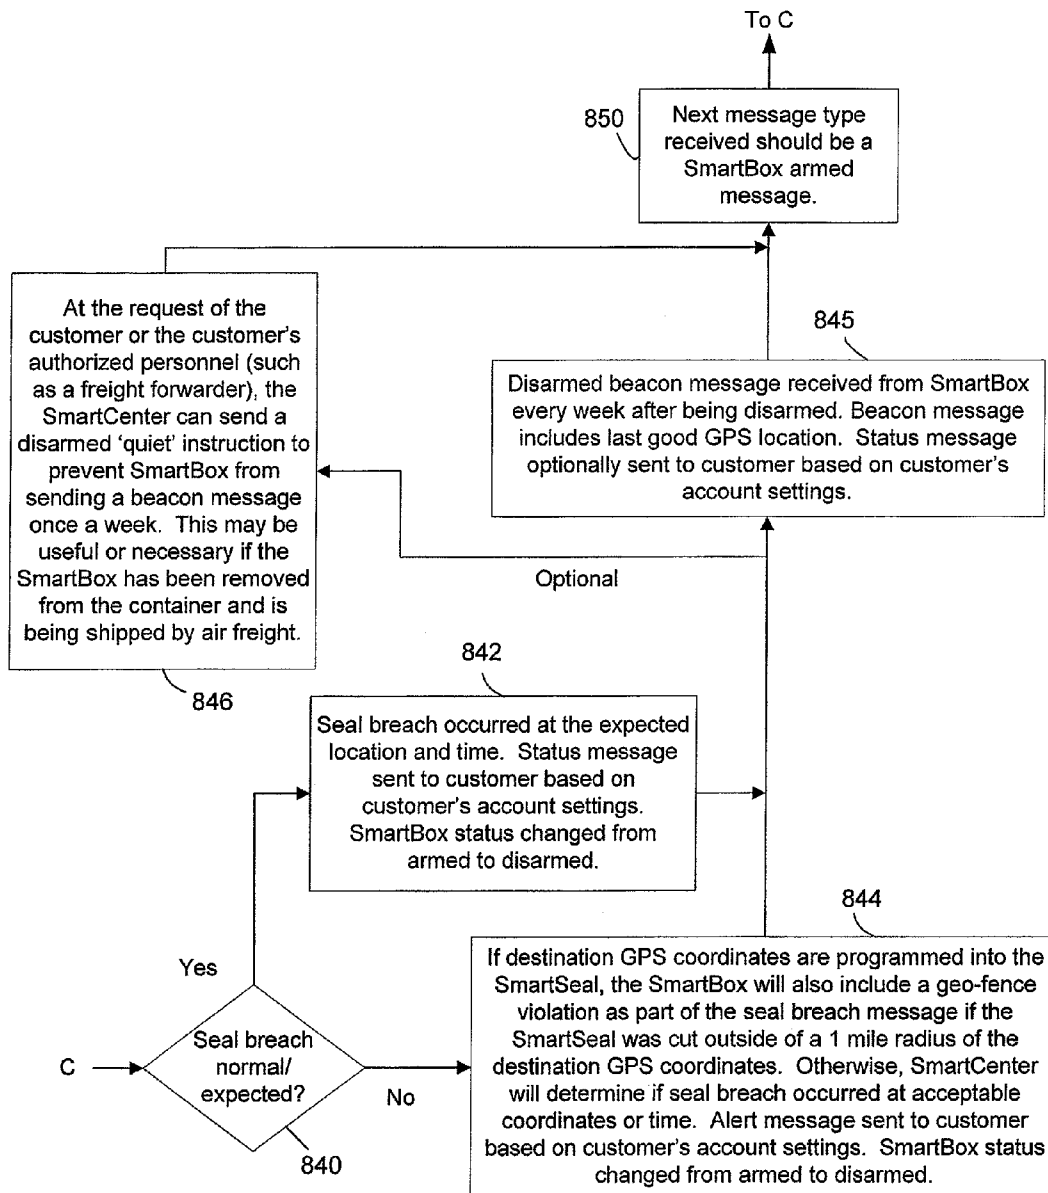 To C
850
Next message type
received should be a
SmartBox armed
message.
At the request of the
customer or the customer's
authorized personnel (such
as a freight forwarder), the
SmartCenter can send a
disarmed 'quiet' instruction to
prevent SmartBox from
sending a beacon message
once a week. This may be
useful or necessary if the
SmartBox has been removed
from the container and is
being shipped by air freight.
846
845
Disarmed beacon message received from SmartBox
every week after being disarmed. Beacon message
includes last good GPS location. Status message
optionally sent to customer based on customer's
account settings.
Optional
842
Seal breach occurred at the expected
location and time. Status message
sent to customer based on
customer's account settings.
SmartBox status changed from
armed to disarmed.
844
If destination GPS coordinates are programmed into the
SmartSeal, the SmartBox will also include a geo-fence
violation as part of the seal breach message if the
SmartSeal was cut outside of a 1 mile radius of the
destination GPS coordinates. Otherwise, SmartCenter
will determine if seal breach occurred at acceptable
coordinates or time. Alert message sent to customer
based on customer's account settings. SmartBox status
changed from armed to disarmed.
Yes
C
Seal breach
normal/
expected?
No
840